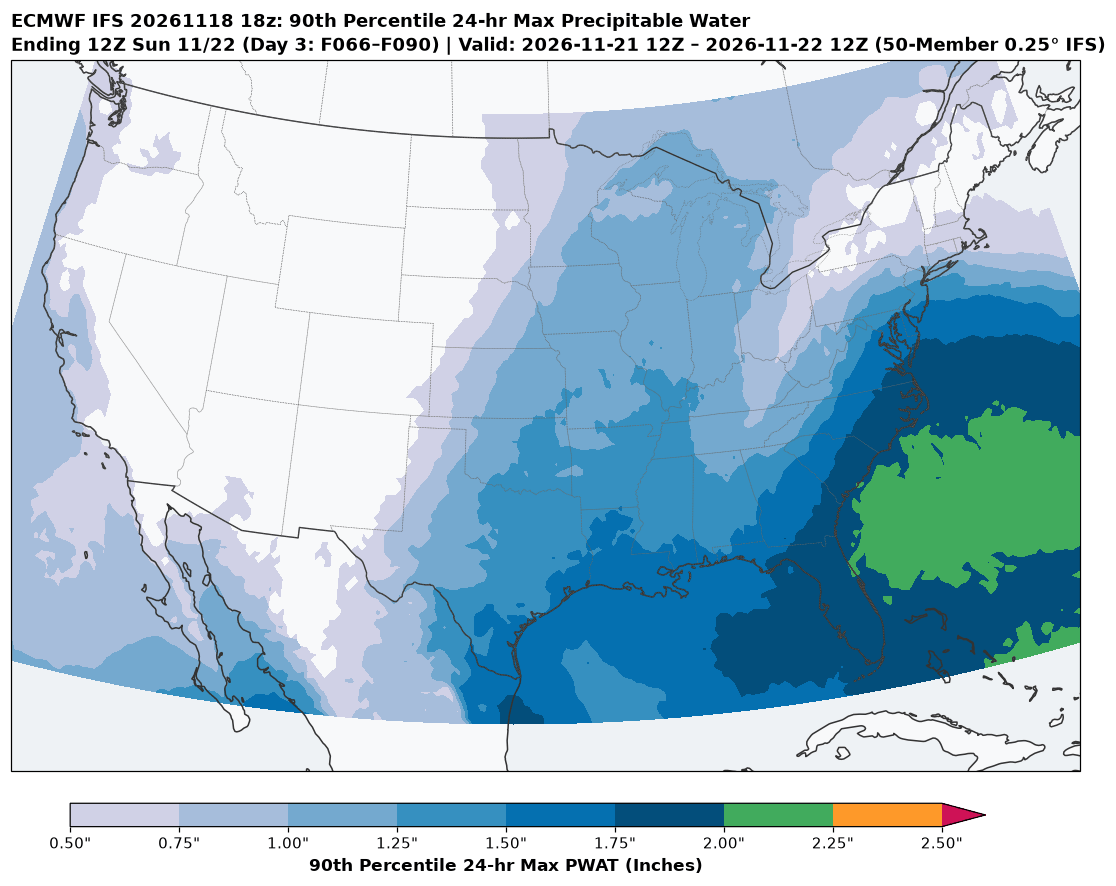 ECMWF IFS 20261118 18z: 90th Percentile 24-hr Max Precipitable Water
Ending 12Z Sun 11/22 (Day 3: F066–F090) | Valid: 2026-11-21 12Z – 2026-11-22 12Z (50-Member 0.25° IFS)
0.50" 0.75" 1.00" 1.25" 1.50" 1.75" 2.00" 2.25" 2.50"
90th Percentile 24-hr Max PWAT (Inches)